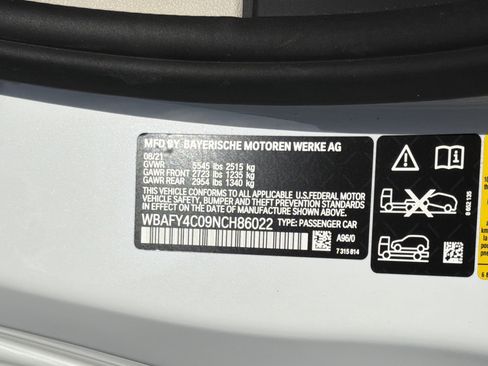 MFD BY BAYERISCHE MOTOREN WERKE AG
08/21
GVWR 5545 lbs 2515 kg
GAWR FRONT 2723 lbs 1235 kg
GAWR REAR 2954 lbs 1340 kg
THIS VEHICLE CONFORMS TO ALL APPLICABLE U.S.FEDERAL MOTOR
VEHICLE SAFETY, BUMPER, AND THEFT PREVENTION STANDARDS
IN EFFECT ON THE DATE OF MANUFACTURE SHOWN ABOVE.
WBAFY4C09NCH86022 TYPE: PASSENGER CAR
A96/0
7 315 814
8 602 135